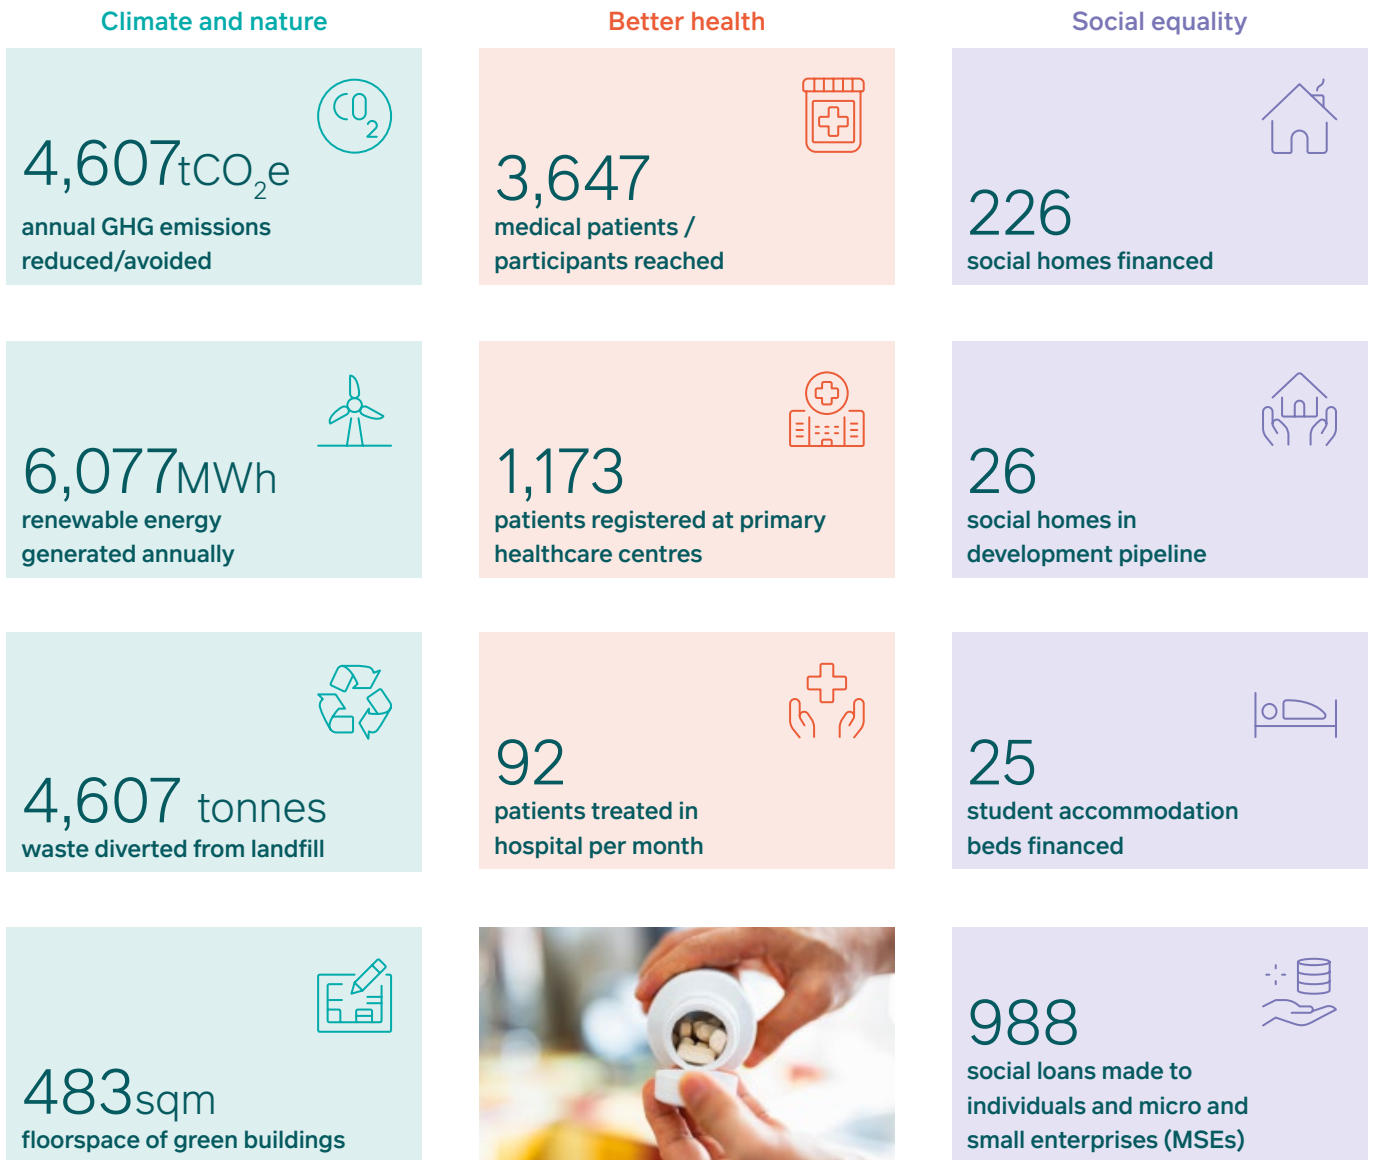 Climate and nature
CO2
4,607tCO₂e
annual GHG emissions
reduced/avoided
6,077MWh
renewable energy
generated annually
4,607 tonnes
waste diverted from landfill
483sqm
floorspace of green buildings
Better health
3,647
medical patients /
participants reached
1,173
patients registered at primary
healthcare centres
92
patients treated in
hospital per month
Social equality
226
social homes financed
26
social homes in
development pipeline
25
student accommodation
beds financed
988
social loans made to
individuals and micro and
small enterprises (MSEs)